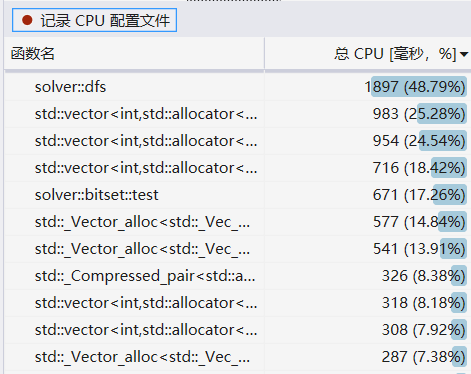 记录 CPU 配置文件
函数名 总 CPU [毫秒，%]
solver::dfs 1897 (48.79%)
std::vector<int,std::allocator<... 983 (25.28%)
std::vector<int,std::allocator<... 954 (24.54%)
std::vector<int,std::allocator<... 716 (18.42%)
solver::bitset::test 671 (17.26%)
std::_Vector_alloc<std::_Vec_... 577 (14.84%)
std::_Vector_alloc<std::_Vec_... 541 (13.91%)
std::_Compressed_pair<std::a... 326 (8.38%)
std::vector<int,std::allocator<... 318 (8.18%)
std::vector<int,std::allocator<... 308 (7.92%)
std::_Vector_alloc<std::_Vec_... 287 (7.38%)